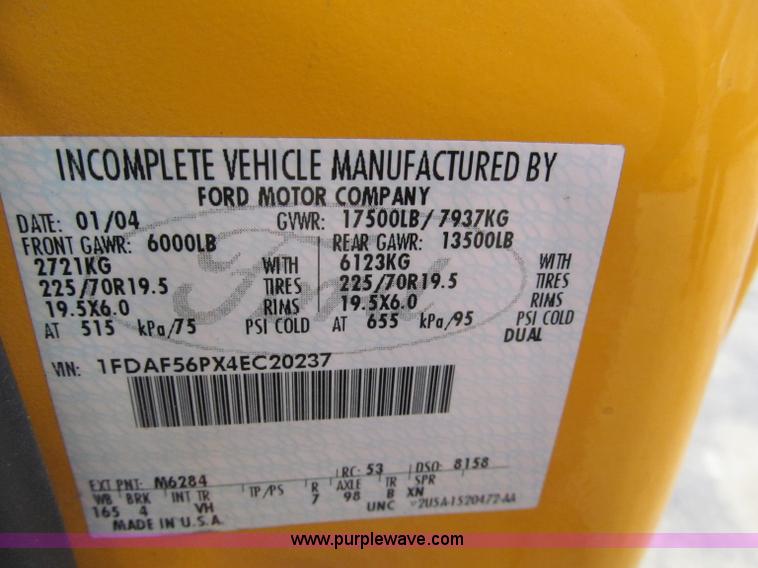 INCOMPLETE VEHICLE MANUFACTURED BY
FORD MOTOR COMPANY
DATE: 01/04 GVWR: 17500LB/ 7937KG
FRONT GAWR: 6000LB REAR GAWR: 13500LB
2721KG WITH 6123KG WITH
225/70R19.5 TIRES 225/70R19.5 TIRES
19.5X6.0 RIMS 19.5X6.0 RIMS
AT 515 kPa/75 PSI COLD AT 655 kPa/95 PSI COLD
DUAL
VIN: 1FDAF56PX4EC20237
EXT PNT: M6284 RC: 53 DSO: 8158
WB BRK INT TR TP/PS R AXLE TR SPR
165 4 VH 7 98 B XN
MADE IN U.S.A. UNC 2U5A-1520472-AA
www.purplewave.com